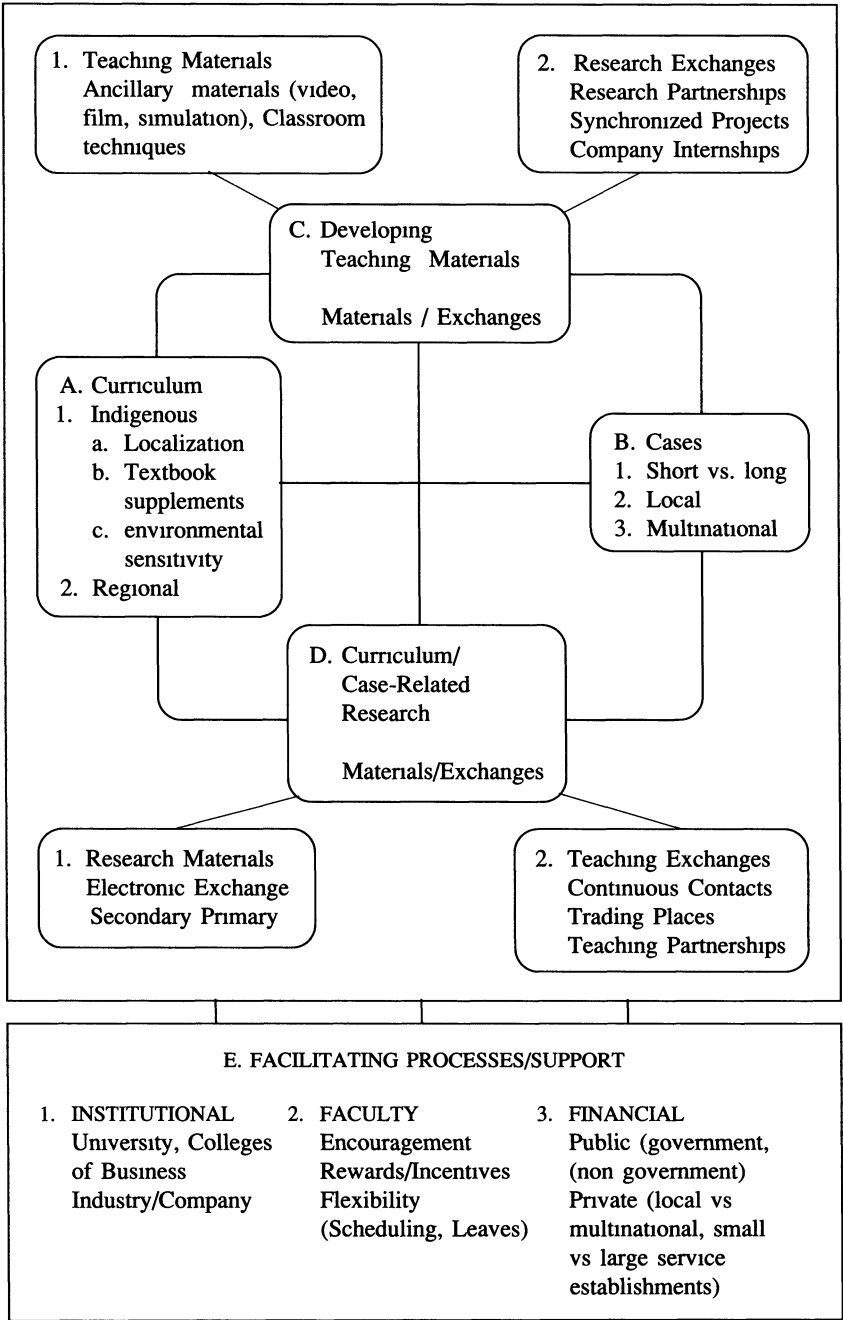 1. Teaching Materials
Ancillary materials (video,
film, simulation), Classroom
techniques
2. Research Exchanges
Research Partnerships
Synchronized Projects
Company Internships
C. Developing
Teaching Materials
Materials / Exchanges
A. Curriculum
1. Indigenous
a. Localization
b. Textbook
supplements
c. environmental
sensitivity
2. Regional
B. Cases
1. Short vs. long
2. Local
3. Multinational
D. Curriculum/
Case-Related
Research
Materials/Exchanges
1. Research Materials
Electronic Exchange
Secondary Primary
2. Teaching Exchanges
Continuous Contacts
Trading Places
Teaching Partnerships
E. FACILITATING PROCESSES/SUPPORT
1. INSTITUTIONAL
University, Colleges
of Business
Industry/Company
2. FACULTY
Encouragement
Rewards/Incentives
Flexibility
(Scheduling, Leaves)
3. FINANCIAL
Public (government,
(non government)
Private (local vs
multinational, small
vs large service
establishments)